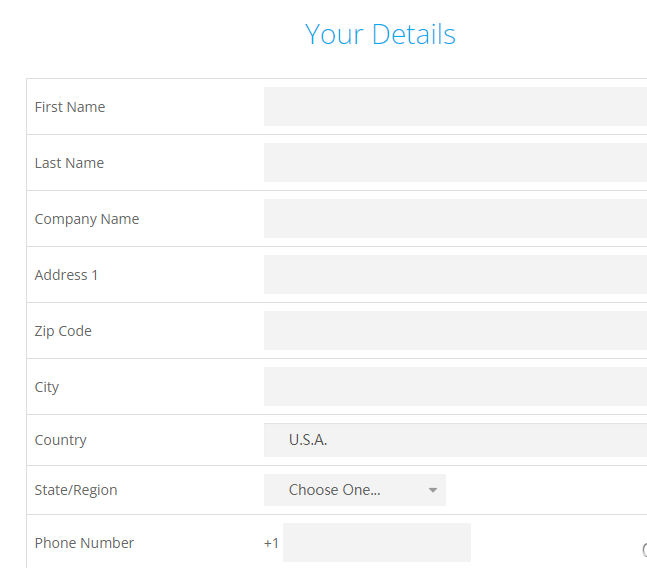 Your Details
First Name
Last Name
Company Name
Address 1
Zip Code
City
Country U.S.A.
State/Region Choose One...
Phone Number +1